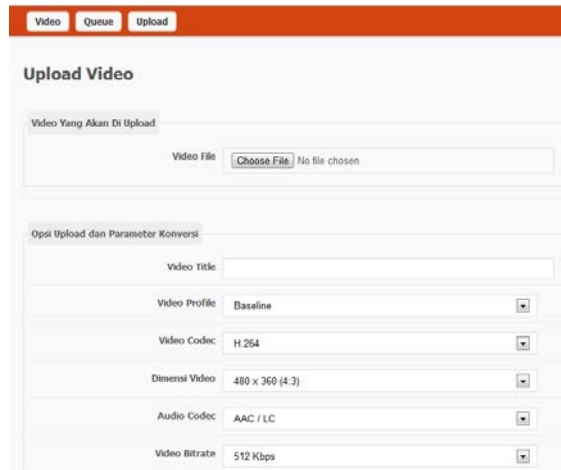 Video Queue Upload
Upload Video
Video Yang Akan Di Upload
Video File Choose File No file chosen
Opsi Upload dan Parameter Konversi
Video Title
Video Profile Baseline
Video Codec H.264
Dimensi Video 480 x 360 (4:3)
Audio Codec AAC / LC
Video Bitrate 512 Kbps